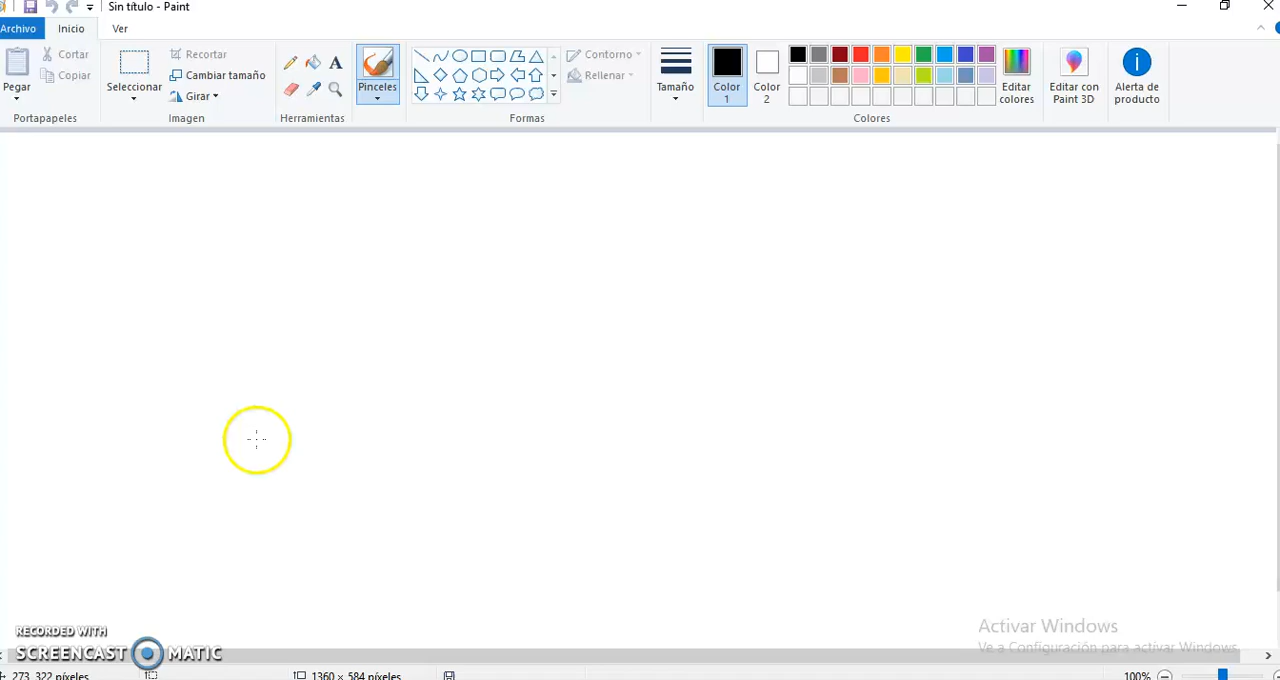 Sin título - Paint
Archivo Inicio Ver
Pegar
Cortar
Copiar
Portapapeles
Seleccionar
Recortar
Cambiar tamaño
Girar
Imagen
A
Herramientas
Pinceles
Contorno
Rellenar
Formas
Tamaño
Color
1
Color
2
Editar
colores
Colores
Editar con
Paint 3D
Alerta de
producto
Activar Windows
Ve a Configuración para activar Windows.
RECORDED WITH
SCREENCAST MATIC
273, 322 píxeles 1360 × 584 píxeles 100%